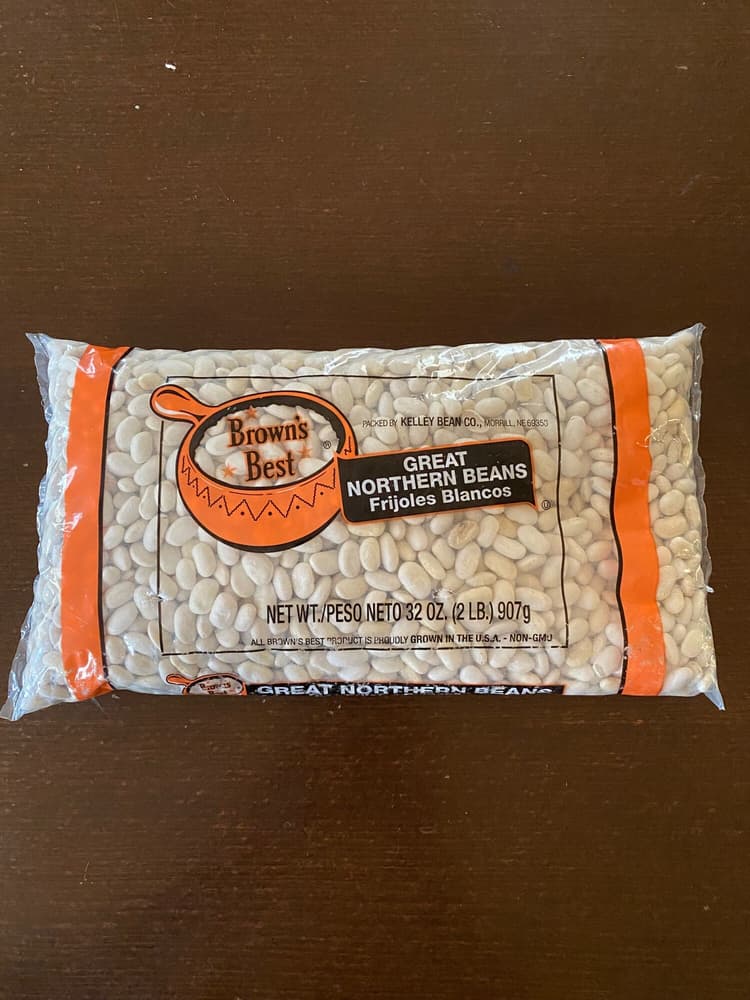 Brown's
Best
®
PACKED BY KELLEY BEAN CO., MORRILL, NE 69353
GREAT
NORTHERN BEANS
Frijoles Blancos
U
NET WT./PESO NETO 32 OZ. (2 LB.) 907g
ALL BROWN'S BEST PRODUCT IS PROUDLY GROWN IN THE U.S.A. - NON-GMO
GREAT NORTHERN BEANS